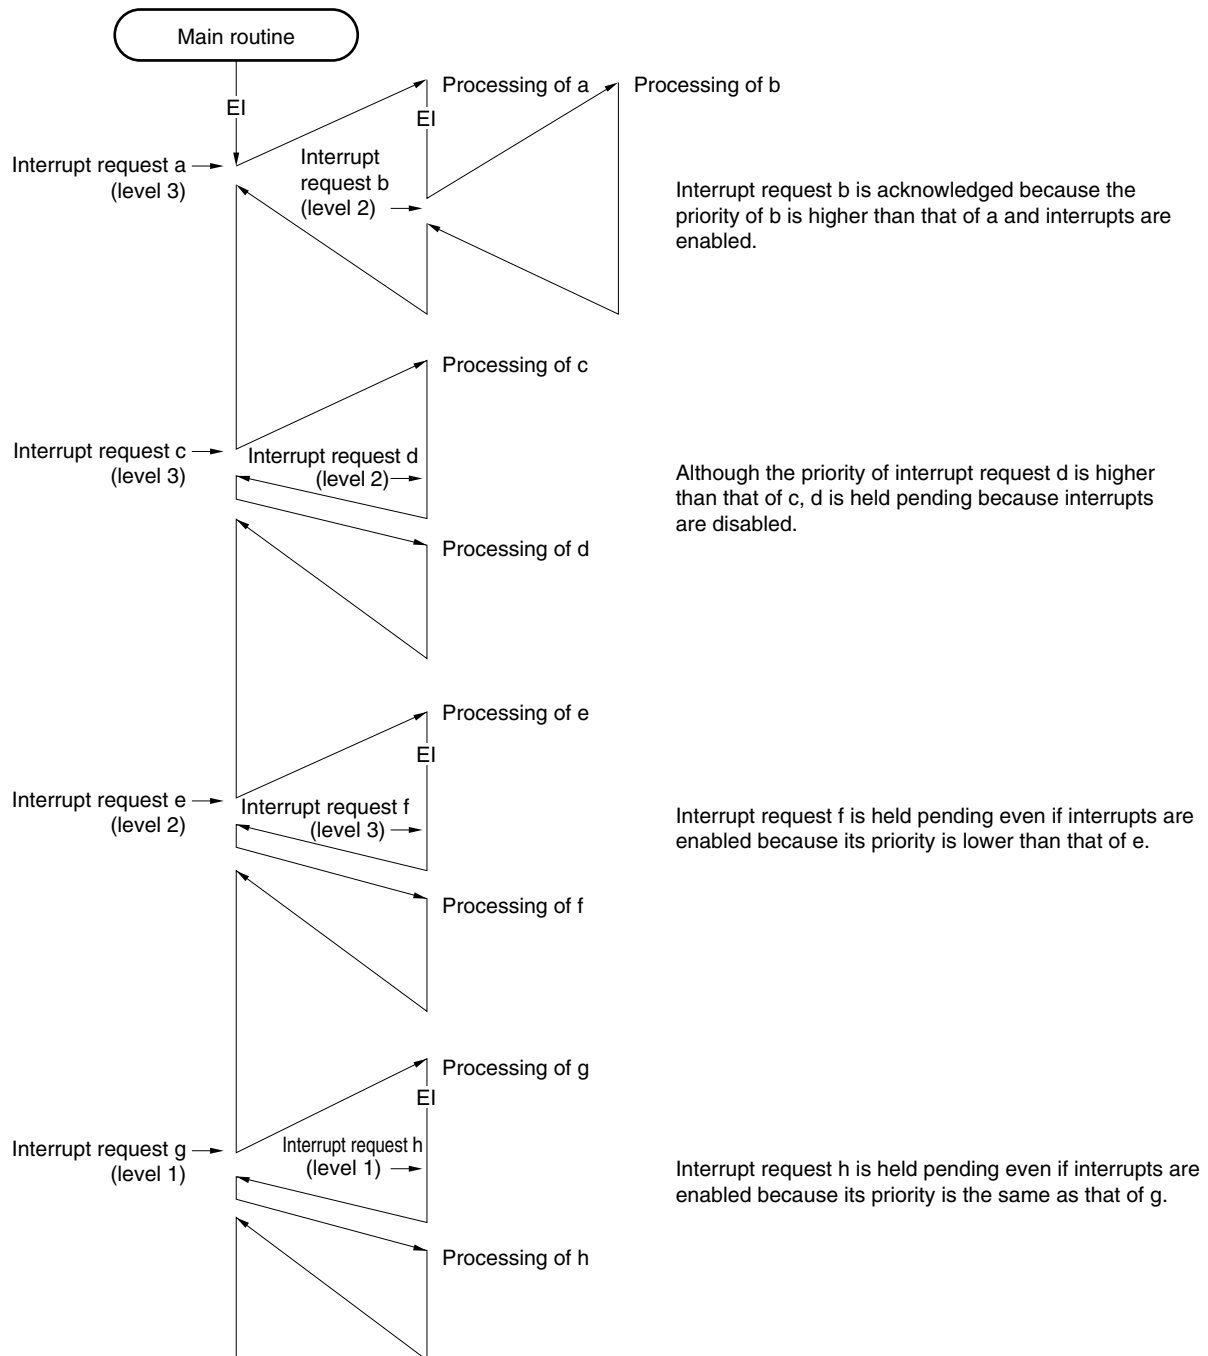 Main routine
EI
Processing of a
Processing of b
EI
Interrupt request a
(level 3)
Interrupt
request b
(level 2)
Interrupt request b is acknowledged because the
priority of b is higher than that of a and interrupts are
enabled.
Processing of c
Interrupt request c
(level 3)
Interrupt request d
(level 2)
Although the priority of interrupt request d is higher
than that of c, d is held pending because interrupts
are disabled.
Processing of d
Processing of e
EI
Interrupt request e
(level 2)
Interrupt request f
(level 3)
Interrupt request f is held pending even if interrupts are
enabled because its priority is lower than that of e.
Processing of f
Processing of g
EI
Interrupt request g
(level 1)
Interrupt request h
(level 1)
Interrupt request h is held pending even if interrupts are
enabled because its priority is the same as that of g.
Processing of h